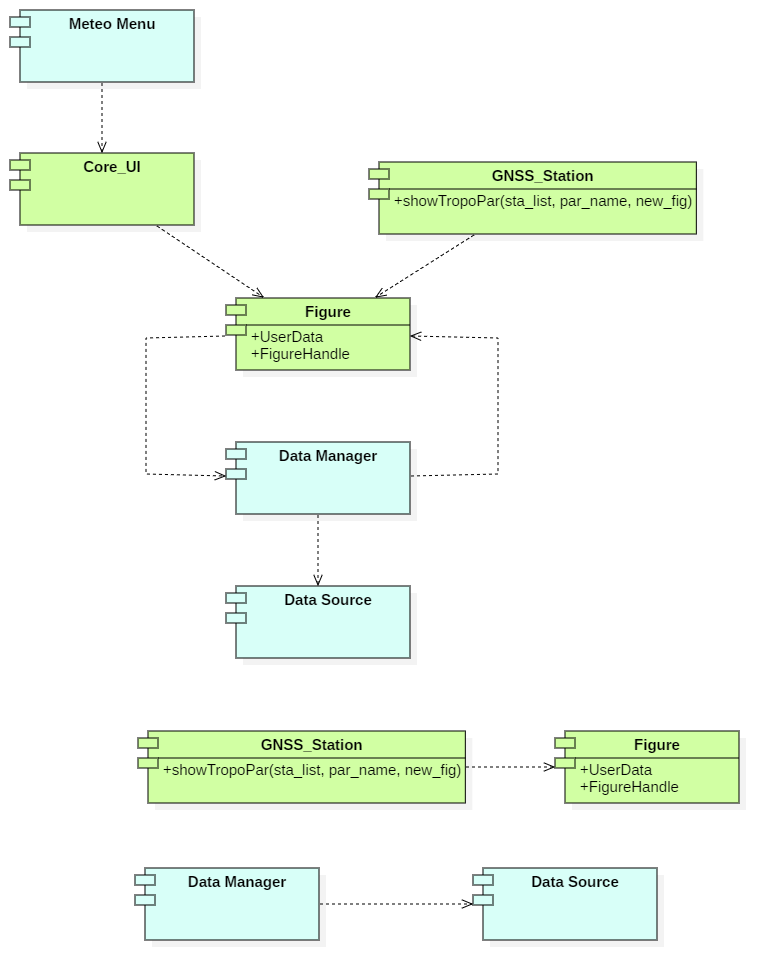 Meteo Menu
Core_UI
GNSS_Station
+showTropoPar(sta_list, par_name, new_fig)
Figure
+UserData
+FigureHandle
Data Manager
Data Source
GNSS_Station
+showTropoPar(sta_list, par_name, new_fig)
Figure
+UserData
+FigureHandle
Data Manager
Data Source